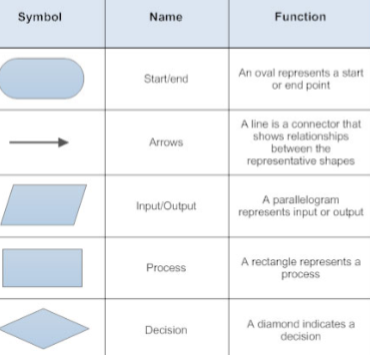 Symbol Name Function
Start/end
An oval represents a start
or end point
Arrows
A line is a connector that
shows relationships
between the
representative shapes
Input/Output
A parallelogram
represents input or output
Process
A rectangle represents a
process
Decision
A diamond indicates a
decision